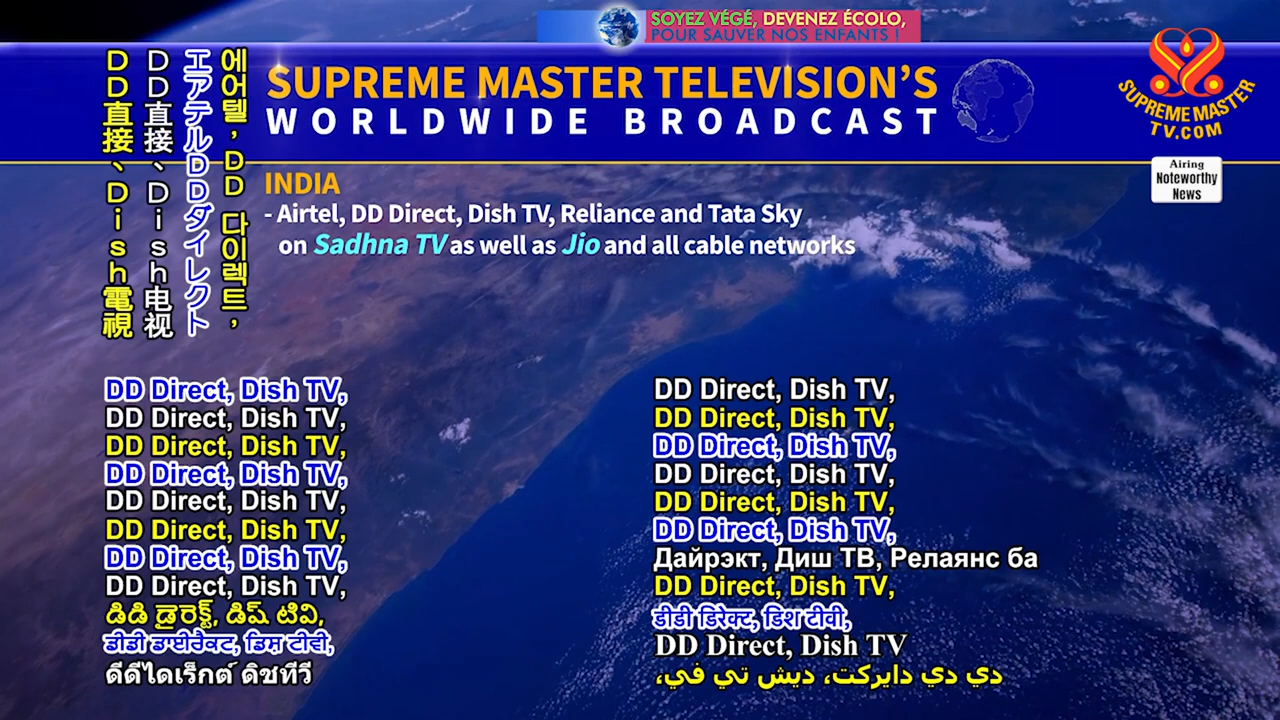 SOYEZ VÉGÉ, DEVENEZ ÉCOLO,
POUR SAUVER NOS ENFANTS !
SUPREME MASTER TELEVISION’S
WORLDWIDE BROADCAST
SUPREME MASTER
TV.COM
Airing
Noteworthy
News
INDIA
- Airtel, DD Direct, Dish TV, Reliance and Tata Sky
on Sadhna TV as well as Jio and all cable networks
에어텔, DD 다이렉트,
エアテルDDダイレクト
DD直接、Dish电视
DD直接、Dish電視
DD Direct, Dish TV,
DD Direct, Dish TV,
DD Direct, Dish TV,
DD Direct, Dish TV,
DD Direct, Dish TV,
DD Direct, Dish TV,
DD Direct, Dish TV,
DD Direct, Dish TV,
డిడి డైరెక్ట్, డిష్ టివి,
ਡੀਡੀ ਡਾਈਰੈਕਟ, ਡਿਸ਼ ਟੀਵੀ,
ดีดีไดเร็กต์ ดิชทีวี
DD Direct, Dish TV,
DD Direct, Dish TV,
DD Direct, Dish TV,
DD Direct, Dish TV,
DD Direct, Dish TV,
DD Direct, Dish TV,
Дайрэкт, Диш ТВ, Релаянс ба
DD Direct, Dish TV,
डीडी डिरेक्ट, डिश टीवी,
DD Direct, Dish TV
دي دي دايركت، ديش تي في،